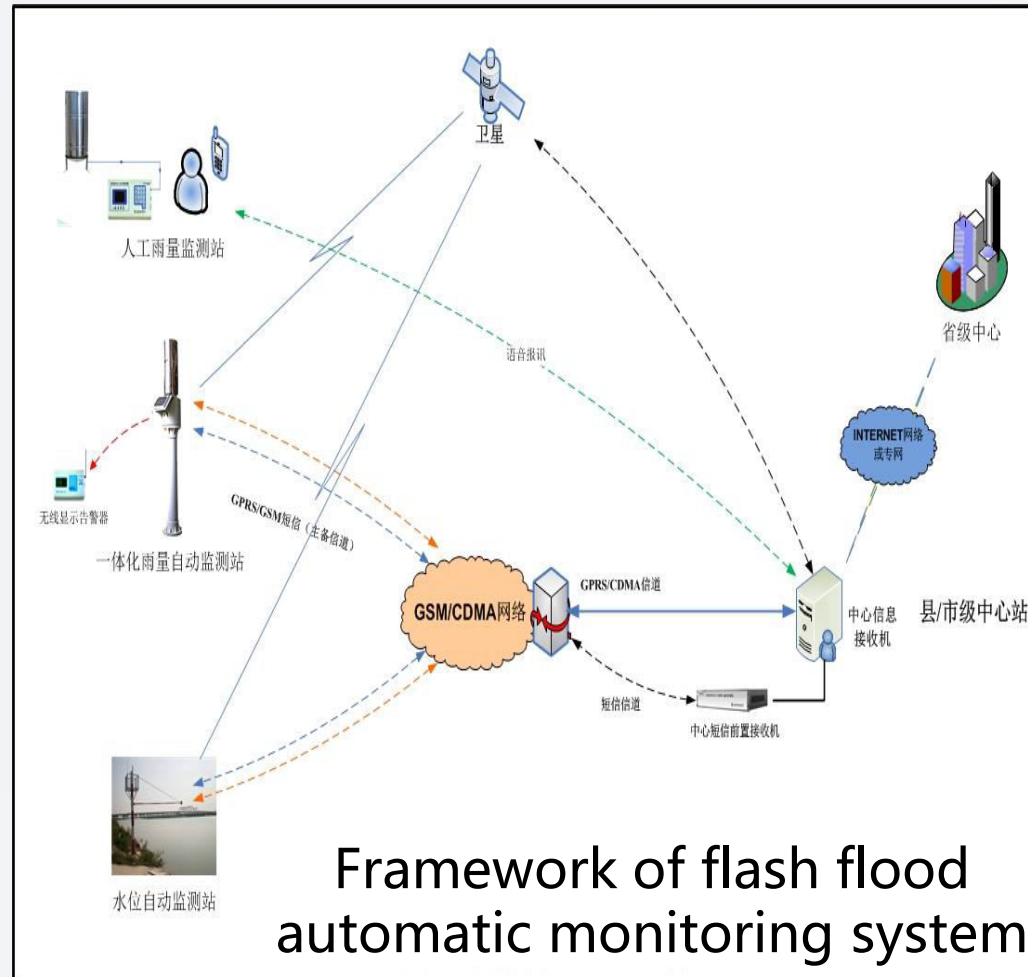 卫星
人工雨量监测站
省级中心
语音报讯
INTERNET网络
或专网
无线显示告警器
GPRS/GSM短信（主备信道）
一体化雨量自动监测站
GSM/CDMA网络
GPRS/CDMA信道
中心信息
接收机
县/市级中心站
短信信道
中心短信前置接收机
水位自动监测站
Framework of flash flood
automatic monitoring system